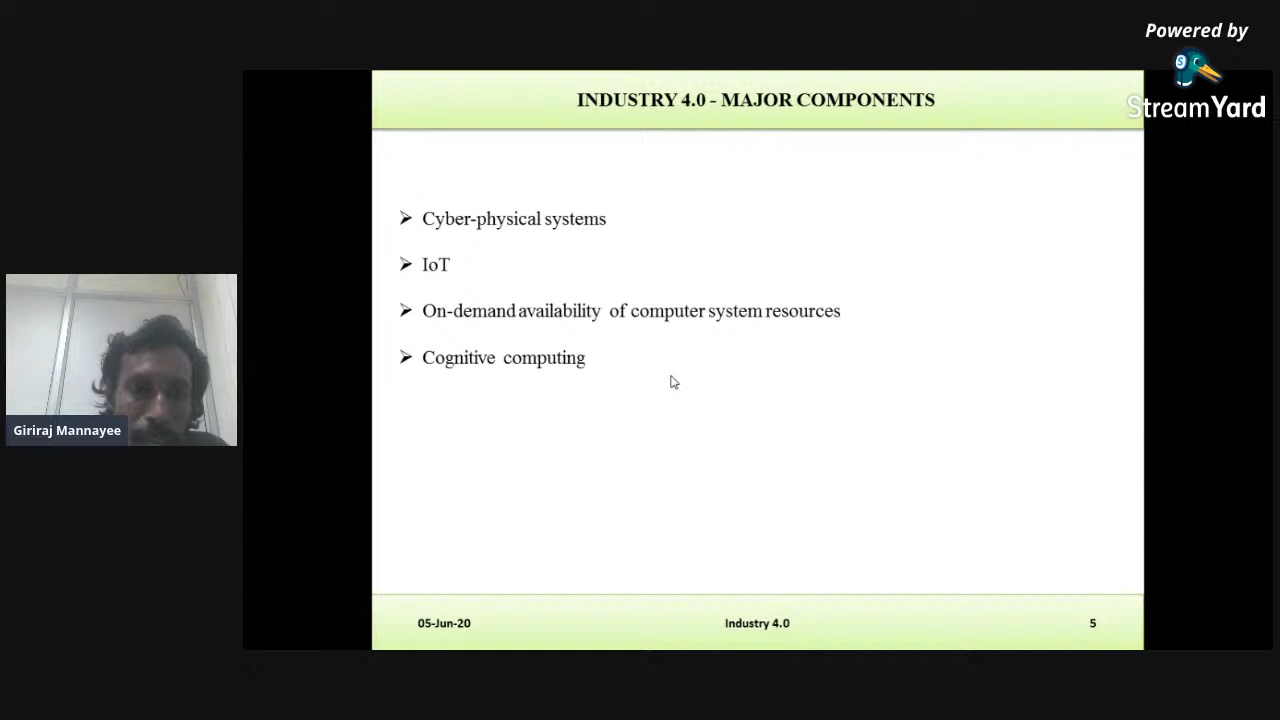 Powered by
StreamYard
INDUSTRY 4.0 - MAJOR COMPONENTS
➢ Cyber-physical systems
➢ IoT
➢ On-demand availability of computer system resources
➢ Cognitive computing
Giriraj Mannayee
05-Jun-20 Industry 4.0 5